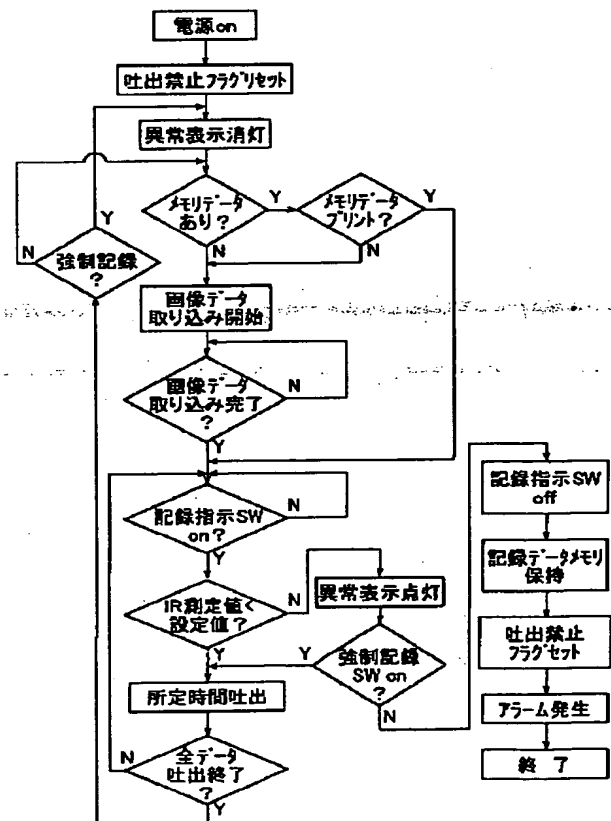 電源on
吐出禁止フラグリセット
異常表示消灯
メモリデータ
あり?
Y
メモリデータ
プリント?
Y
N
N
Y
N
強制記録
?
画像データ
取り込み開始
画像データ
取り込み完了
?
N
Y
記録指示SW
on?
N
Y
IR測定値く
設定値?
N
Y
異常表示点灯
強制記録
SW on
?
Y
N
所定時間吐出
全データ
吐出終了
?
N
Y
記録指示SW
off
記録データメモリ
保持
吐出禁止
フラグセット
アラーム発生
終了